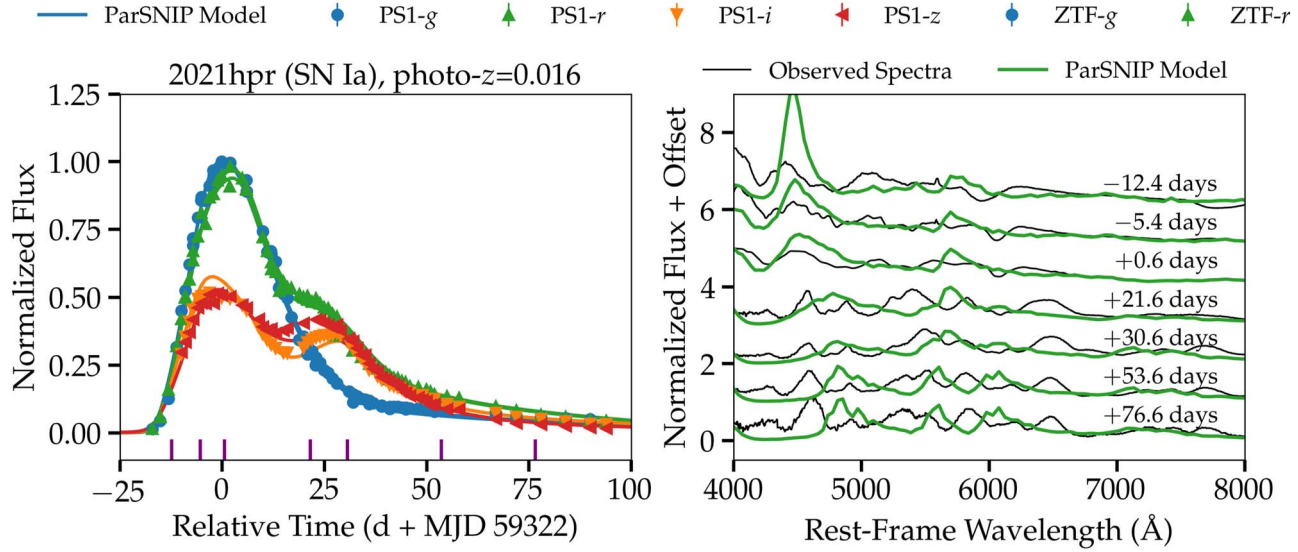 ParSNIP Model PS1-g PS1-r PS1-i PS1-z ZTF-g ZTF-r
2021hpr (SN Ia), photo-z=0.016
Normalized Flux
1.25
1.00
0.75
0.50
0.25
0.00
−25 0 25 50 75 100
Relative Time (d + MJD 59322)
Observed Spectra ParSNIP Model
Normalized Flux + Offset
8
6
4
2
0
−12.4 days
−5.4 days
+0.6 days
+21.6 days
+30.6 days
+53.6 days
+76.6 days
4000 5000 6000 7000 8000
Rest-Frame Wavelength (Å)